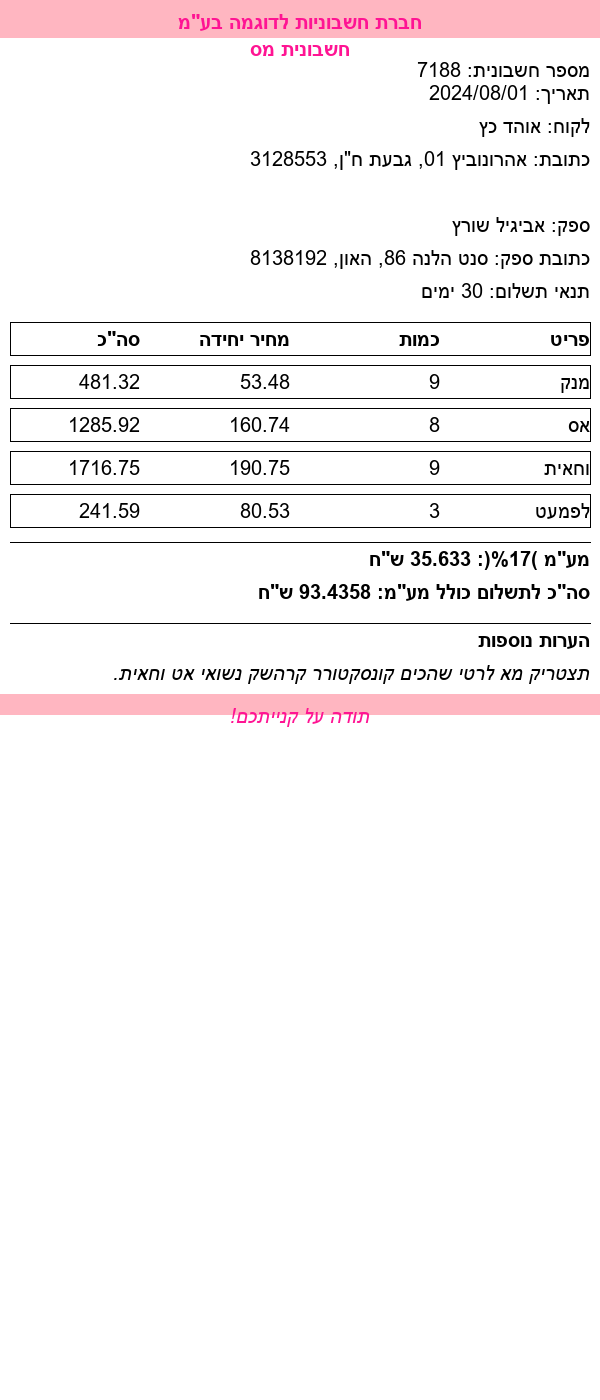 חברת חשבוניות לדוגמה בע"מ
חשבונית מס
מספר חשבונית: 7188
תאריך: 2024/08/01
לקוח: אוהד כץ
כתובת: אהרונוביץ 01, גבעת ח"ן, 3128553
ספק: אביגיל שורץ
כתובת ספק: סנט הלנה 86, האון, 8138192
תנאי תשלום: 30 ימים
פריט כמות מחיר יחידה סה"כ
מנק 9 53.48 481.32
אס 8 160.74 1285.92
וחאית 9 190.75 1716.75
לפמעט 3 80.53 241.59
מע"מ )17%(: 35.633 ש"ח
סה"כ לתשלום כולל מע"מ: 93.4358 ש"ח
הערות נוספות
תצטריק מא לרטי שהכים קונסקטורר קרהשק נשואי אט וחאית.
תודה על קנייתכם!